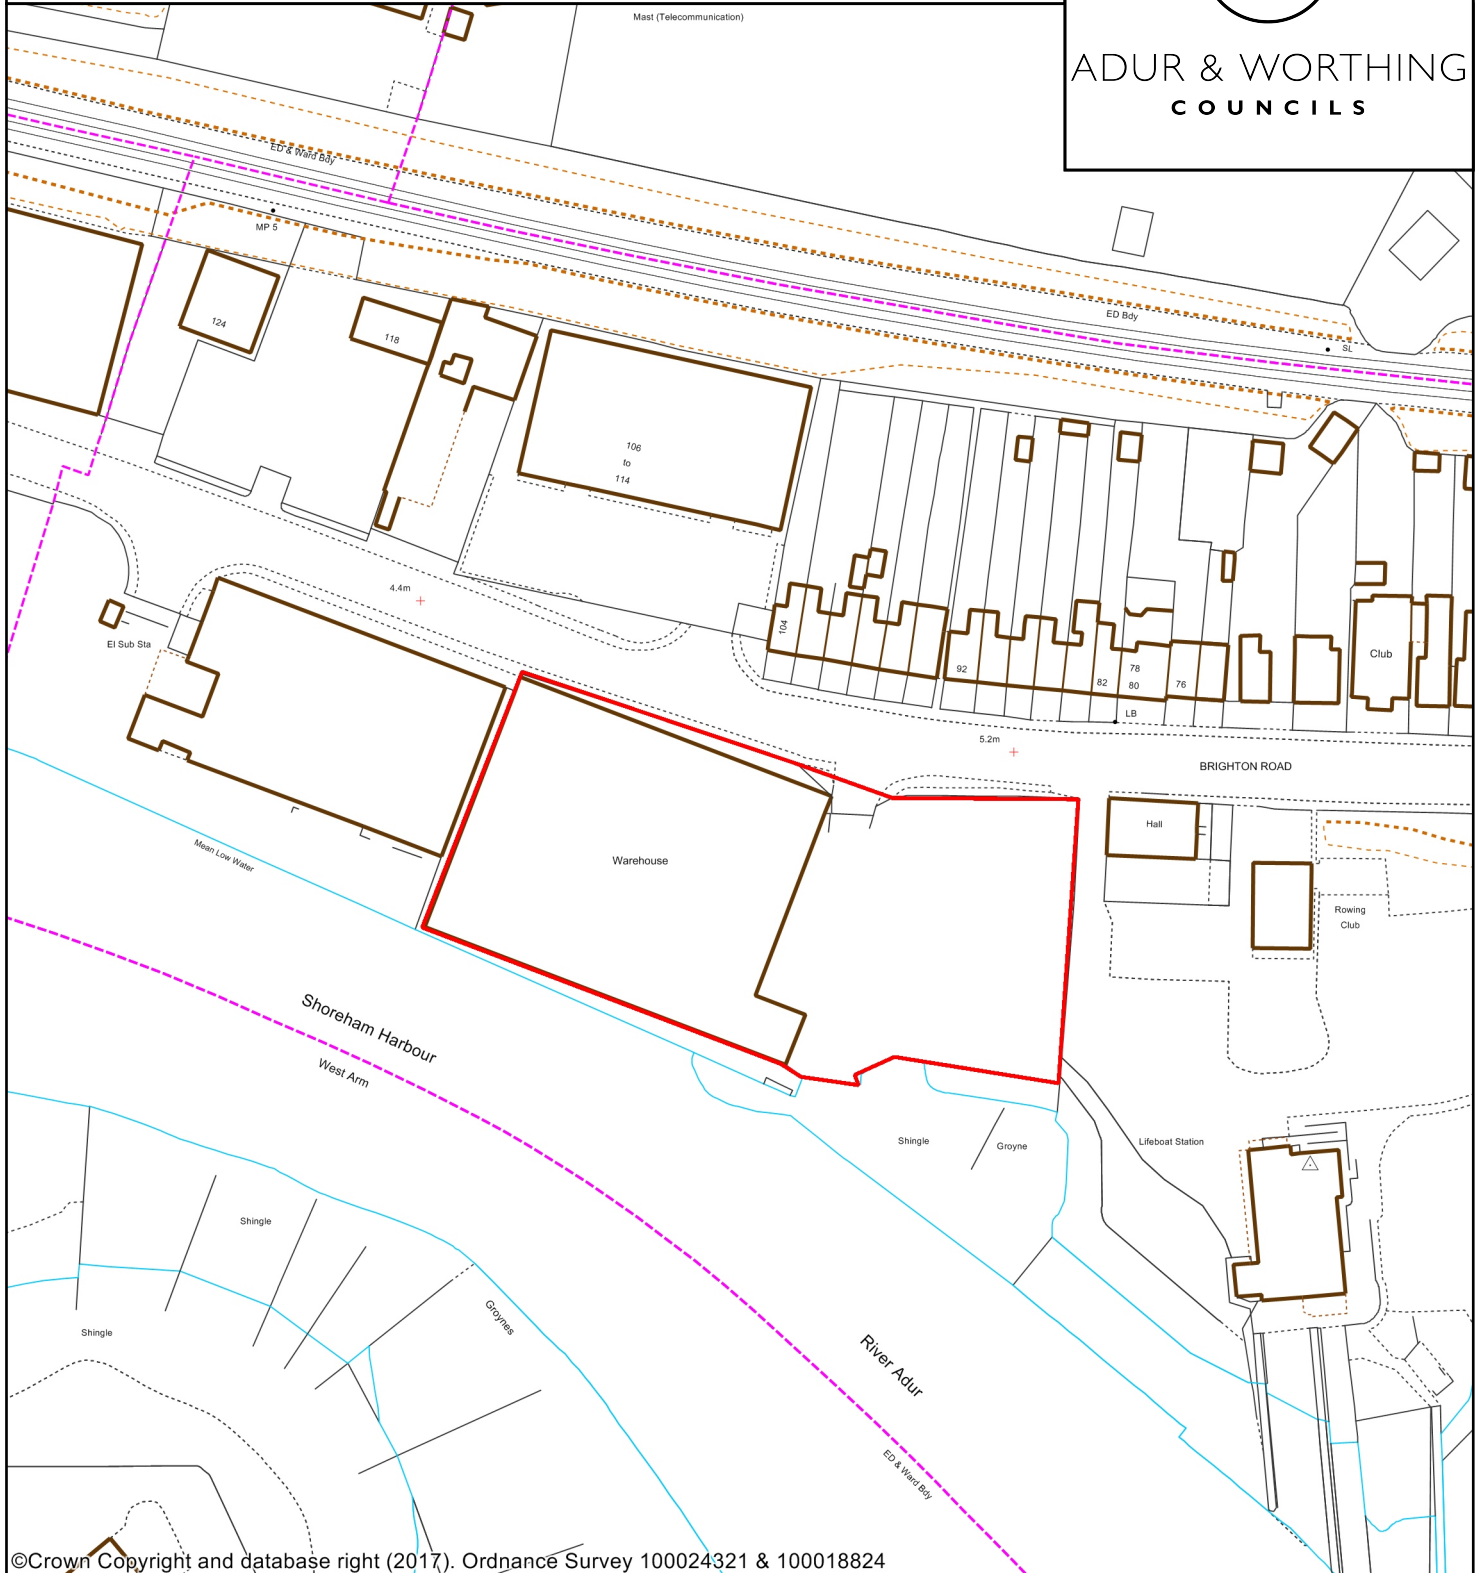 Mast (Telecommunication)
ADUR & WORTHING
COUNCILS
ED & Ward Bdy
MP 5
ED Bdy
SL
124
118
106
to
114
4.4m
El Sub Sta
104
92
82
78
80
76
Club
LB
5.2m
BRIGHTON ROAD
Hall
Warehouse
Mean Low Water
Rowing
Club
Shoreham Harbour
West Arm
Shingle
Groyne
Lifeboat Station
Shingle
Groynes
Shingle
River Adur
ED & Ward Bdy
©Crown Copyright and database right (2017). Ordnance Survey 100024321 & 100018824